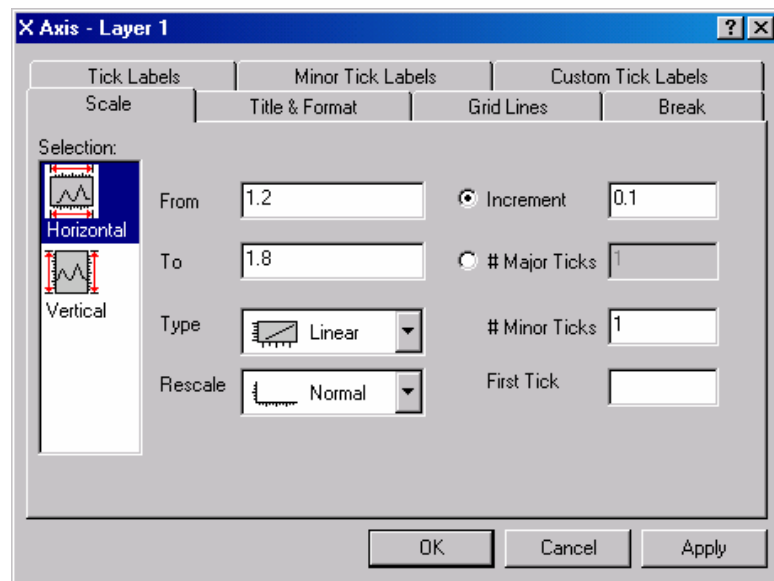 X Axis - Layer 1
Tick Labels Minor Tick Labels Custom Tick Labels
Scale Title & Format Grid Lines Break
Selection:
Horizontal
Vertical
From 1.2 Increment 0.1
To 1.8 # Major Ticks 1
Type Linear # Minor Ticks 1
Rescale Normal First Tick
OK Cancel Apply